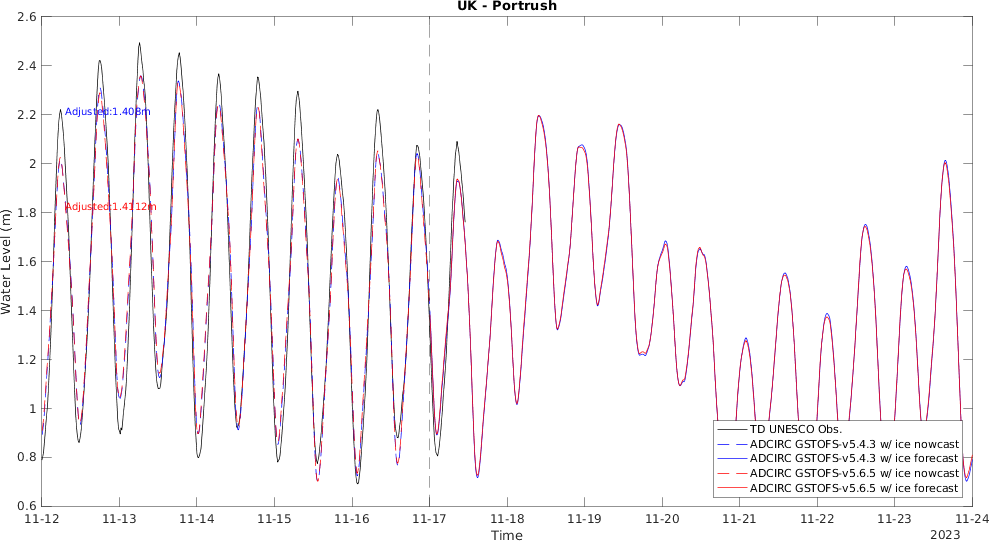 UK - Portrush
2.6
2.4
2.2
2
1.8
1.6
1.4
1.2
1
0.8
0.6
Water Level (m)
Adjusted:1.408m
Adjusted:1.4112m
TD UNESCO Obs.
ADCIRC GSTOFS-v5.4.3 w/ ice nowcast
ADCIRC GSTOFS-v5.4.3 w/ ice forecast
ADCIRC GSTOFS-v5.6.5 w/ ice nowcast
ADCIRC GSTOFS-v5.6.5 w/ ice forecast
11-12 11-13 11-14 11-15 11-16 11-17 11-18 11-19 11-20 11-21 11-22 11-23 11-24
Time
2023